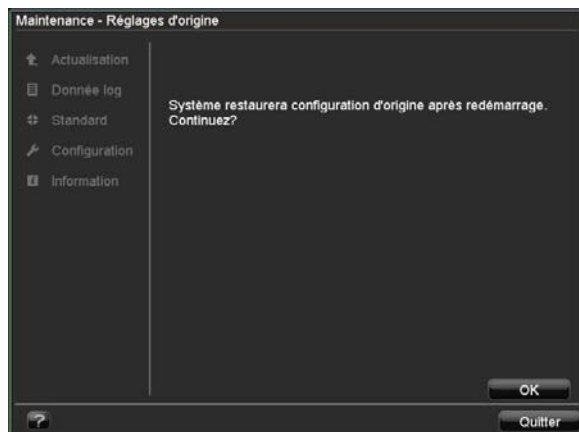 Maintenance - Réglages d'origine
Actualisation
Donnée log
Standard
Configuration
Information
Système restaurera configuration d'origine après redémarrage.
Continuez?
OK
?
Quitter